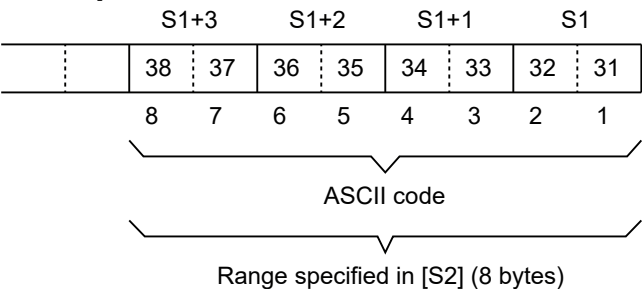 S1+3 S1+2 S1+1 S1
38 37 36 35 34 33 32 31
8 7 6 5 4 3 2 1
ASCII code
Range specified in [S2] (8 bytes)